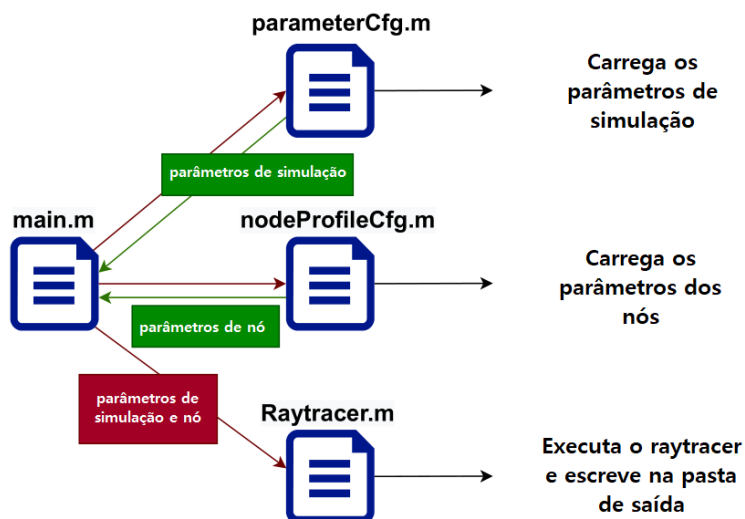 parameterCfg.m
Carrega os
parâmetros de
simulação
parâmetros de simulação
main.m
nodeProfileCfg.m
Carrega os
parâmetros dos
nós
parâmetros de nó
parâmetros de
simulação e nó
Raytracer.m
Executa o raytracer
e escreve na pasta
de saída